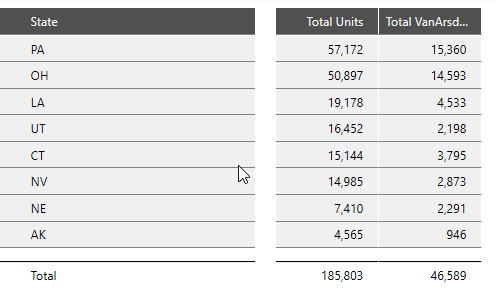 State Total Units Total VanArsd...
PA 57,172 15,360
OH 50,897 14,593
LA 19,178 4,533
UT 16,452 2,198
CT 15,144 3,795
NV 14,985 2,873
NE 7,410 2,291
AK 4,565 946
Total 185,803 46,589